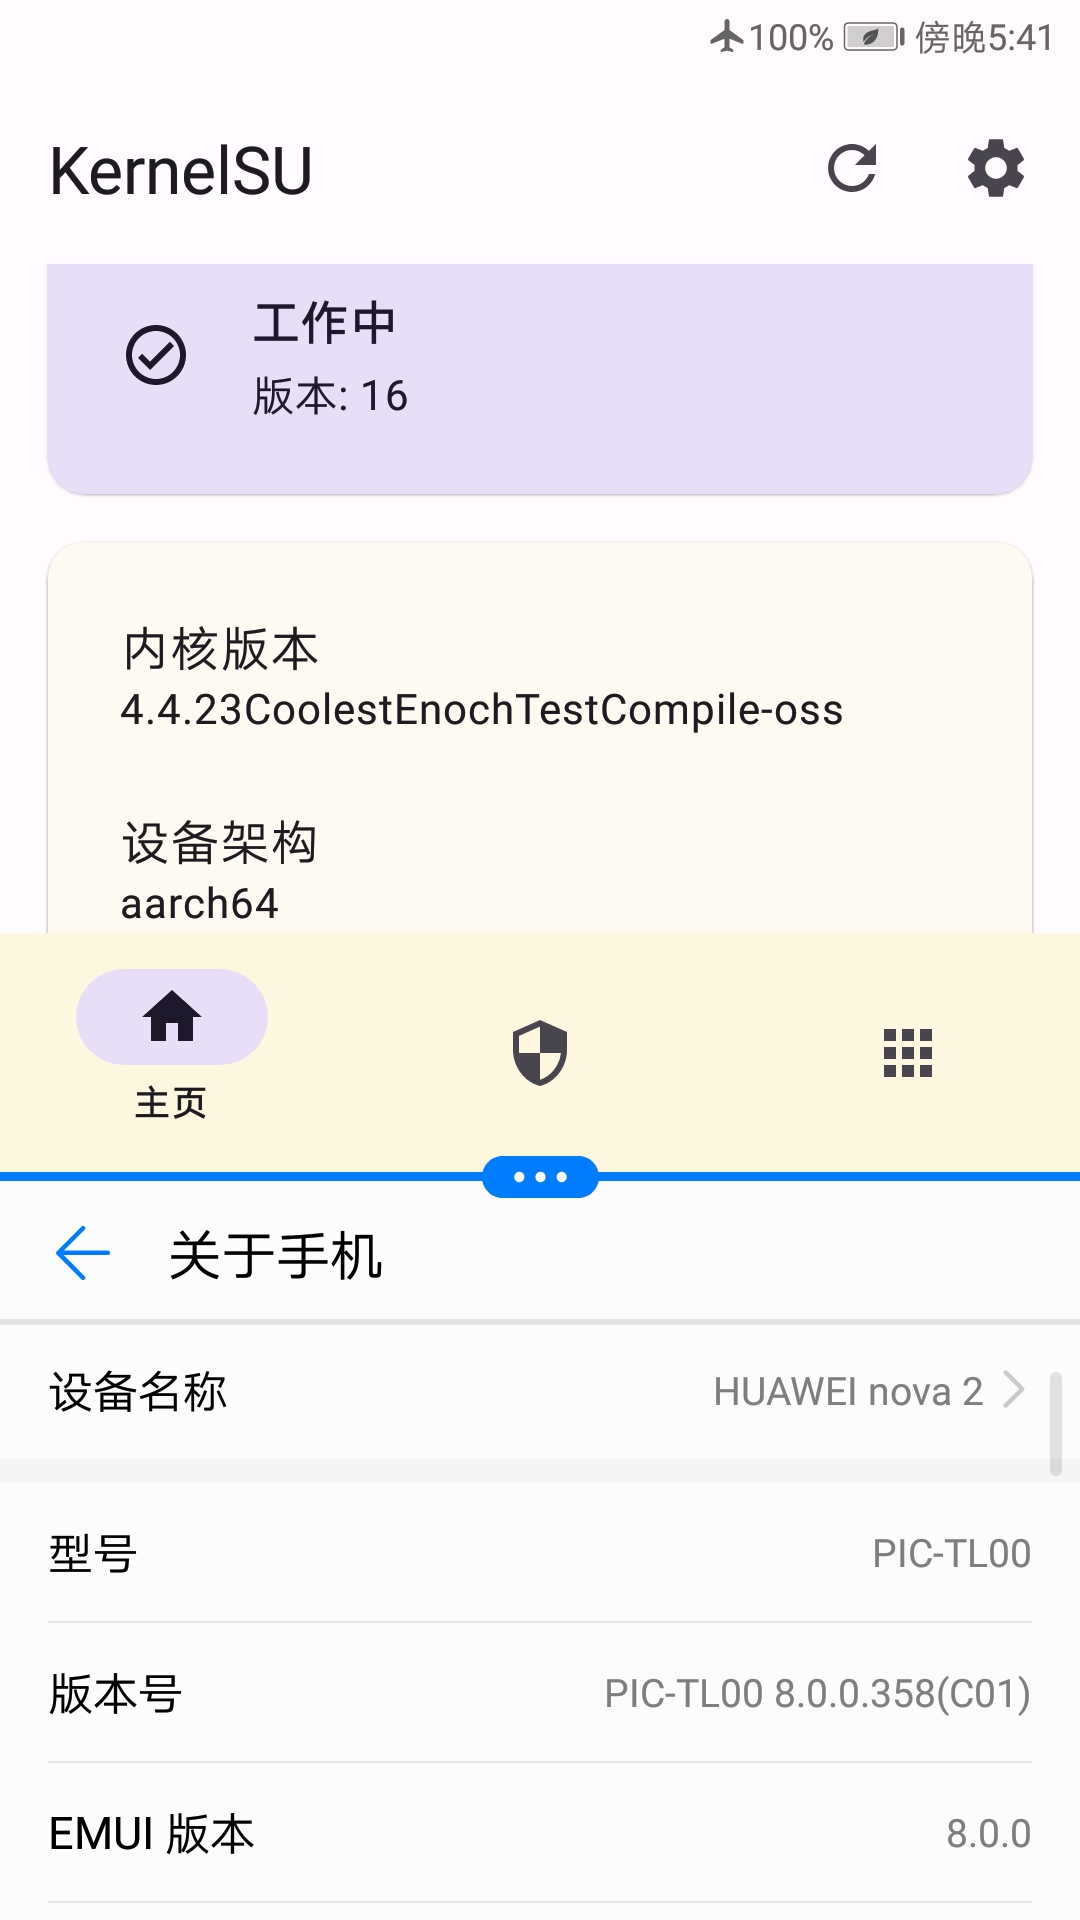 100% 傍晚5:41
KernelSU
工作中
版本: 16
内核版本
4.4.23CoolestEnochTestCompile-oss
设备架构
aarch64
主页
关于手机
设备名称 HUAWEI nova 2
型号 PIC-TL00
版本号 PIC-TL00 8.0.0.358(C01)
EMUI 版本 8.0.0